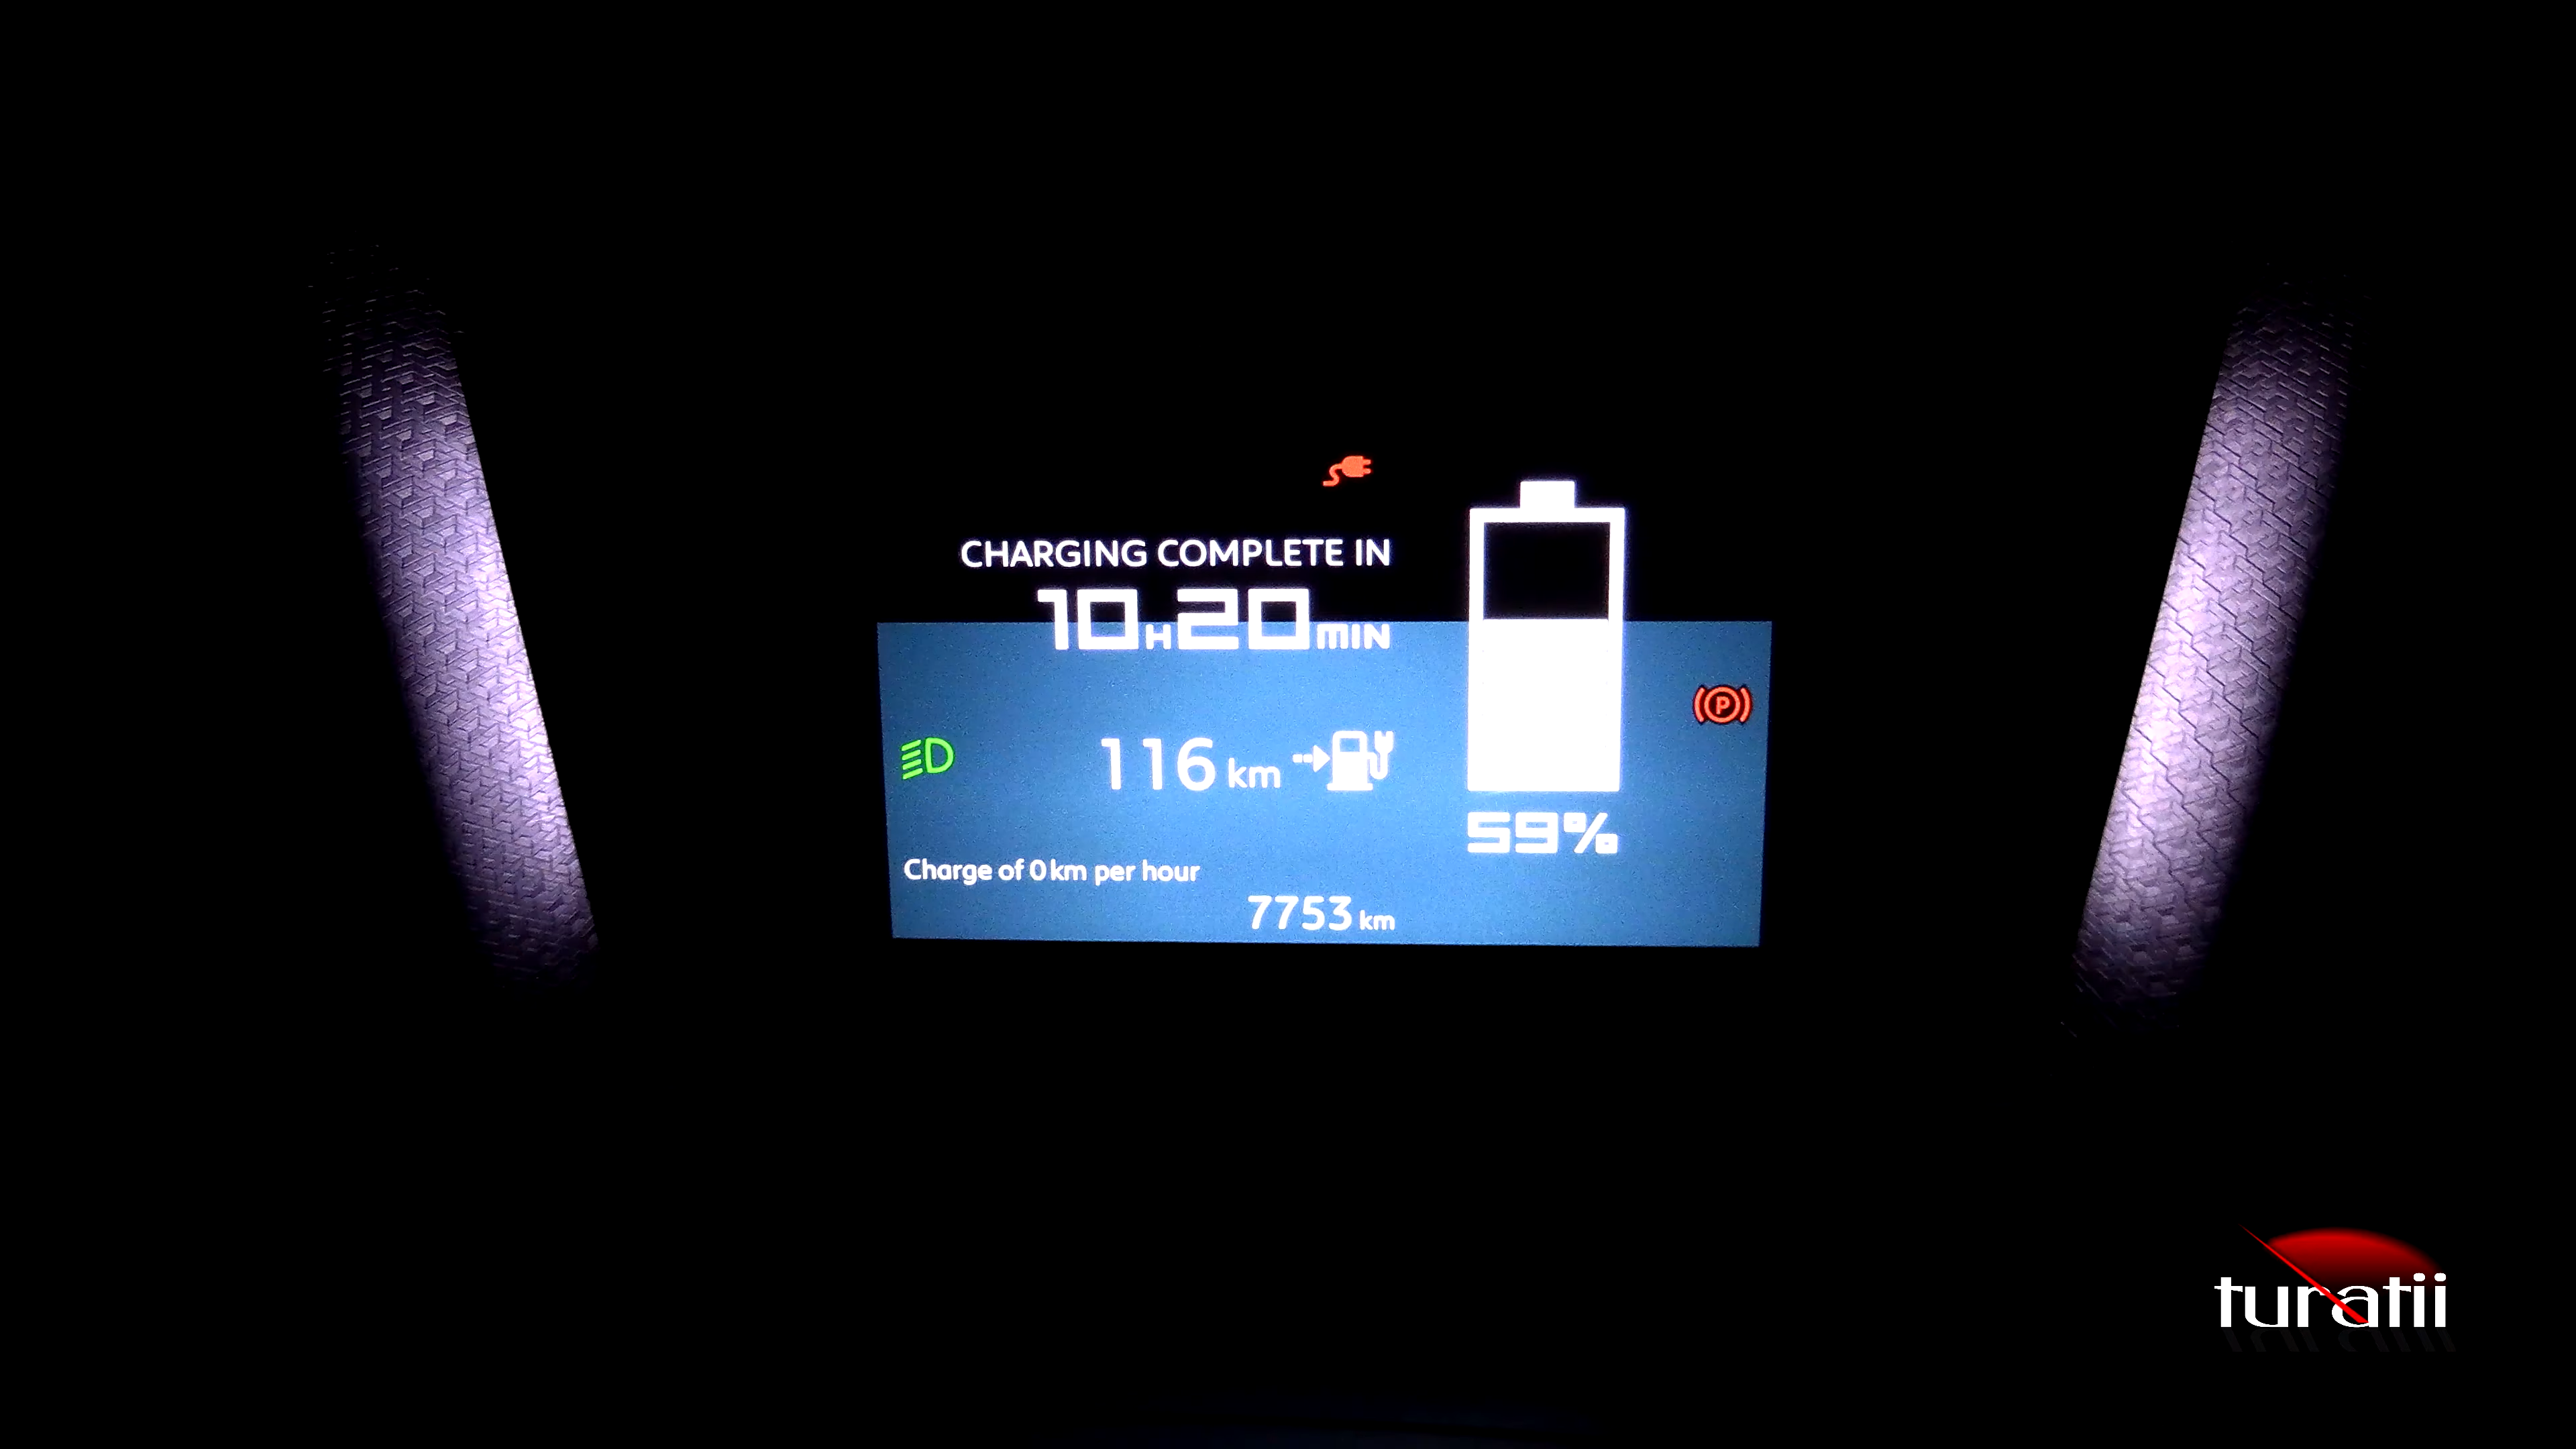 CHARGING COMPLETE IN
10H20MIN
116 km
59%
Charge of 0 km per hour
7753 km
P
turatii